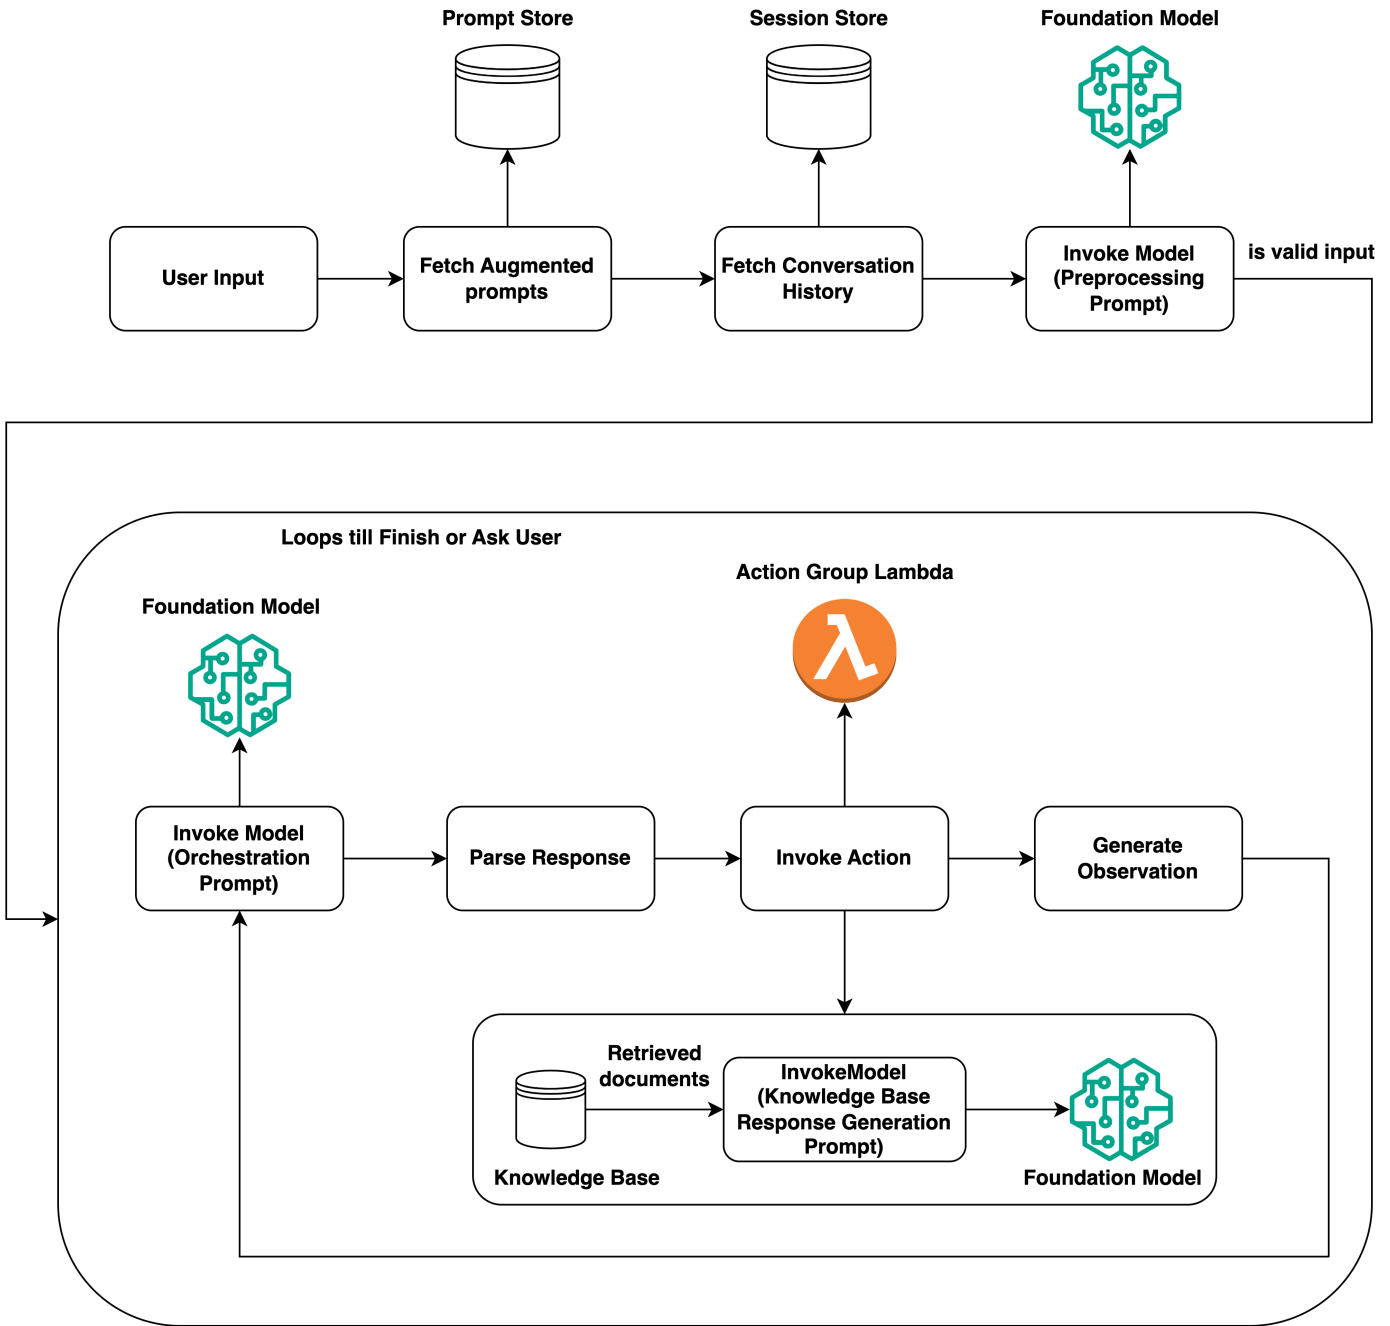 Prompt Store
Session Store
Foundation Model
User Input
Fetch Augmented
prompts
Fetch Conversation
History
Invoke Model
(Preprocessing
Prompt)
is valid input
Loops till Finish or Ask User
Foundation Model
Action Group Lambda
Invoke Model
(Orchestration
Prompt)
Parse Response
Invoke Action
Generate
Observation
Retrieved
documents
Knowledge Base
InvokeModel
(Knowledge Base
Response Generation
Prompt)
Foundation Model